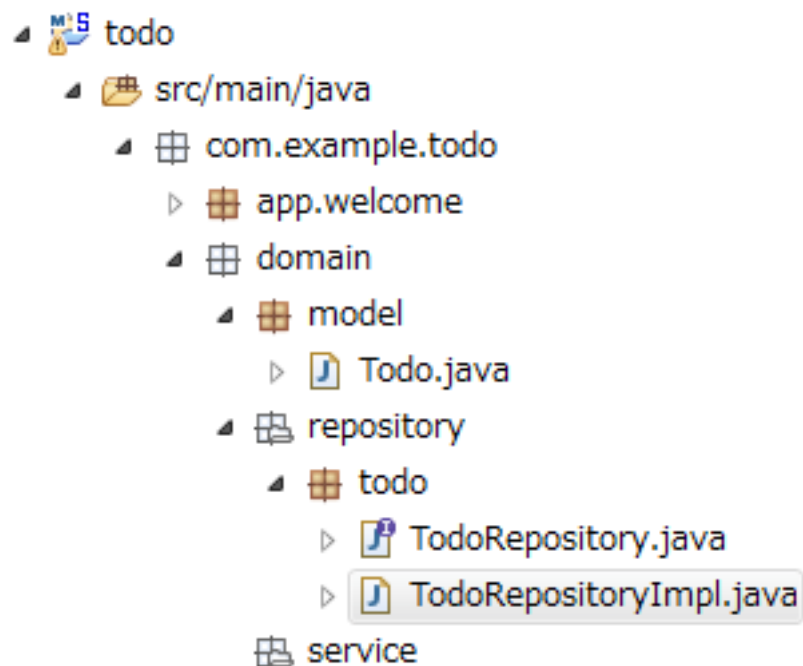 todo
src/main/java
com.example.todo
app.welcome
domain
model
Todo.java
repository
todo
TodoRepository.java
TodoRepositoryImpl.java
service